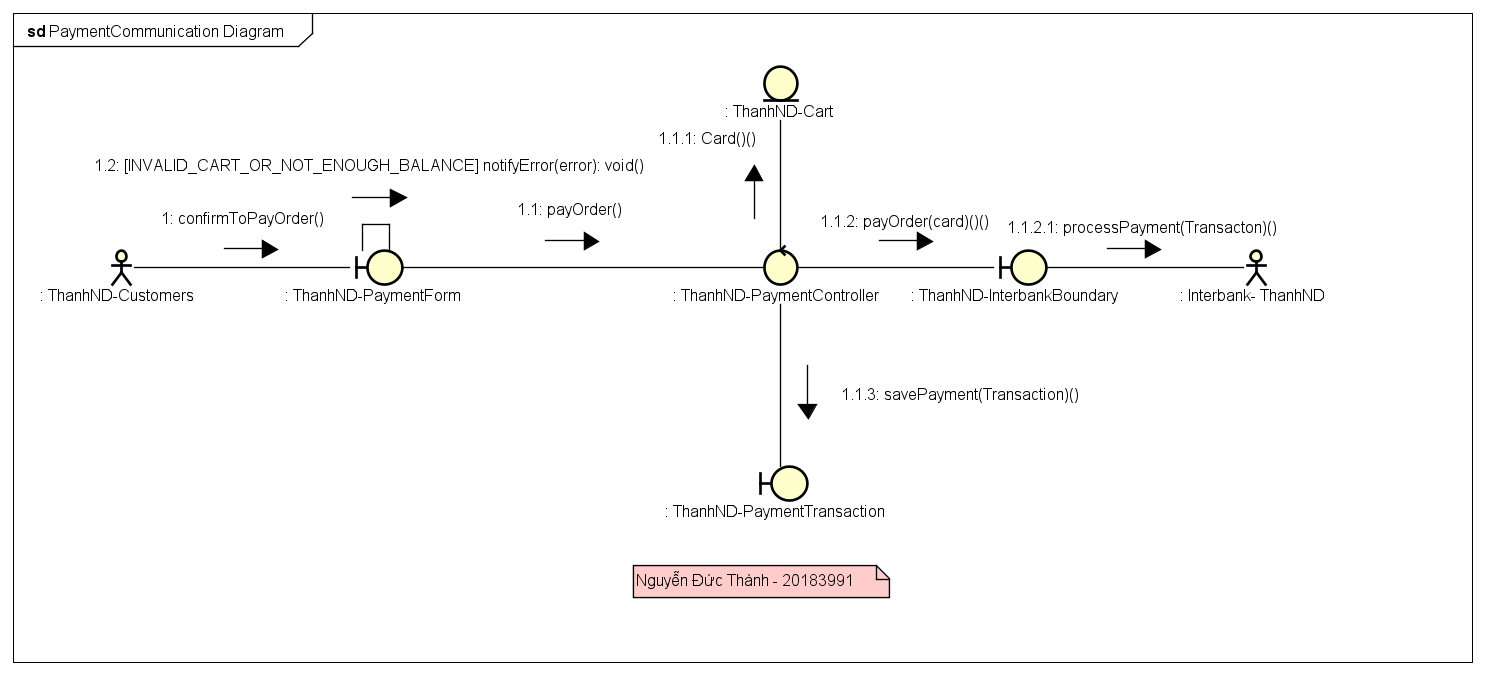 sd PaymentCommunication Diagram
: ThanhND-Cart
1.1.1: Card()()
1.2: [INVALID_CART_OR_NOT_ENOUGH_BALANCE] notifyError(error): void()
1.1: payOrder()
1: confirmToPayOrder()
1.1.2: payOrder(card)()()
1.1.2.1: processPayment(Transacton)()
: ThanhND-Customers
: ThanhND-PaymentForm
: ThanhND-PaymentController
: ThanhND-InterbankBoundary
: Interbank- ThanhND
1.1.3: savePayment(Transaction)()
: ThanhND-PaymentTransaction
Nguyễn Đức Thành - 20183991